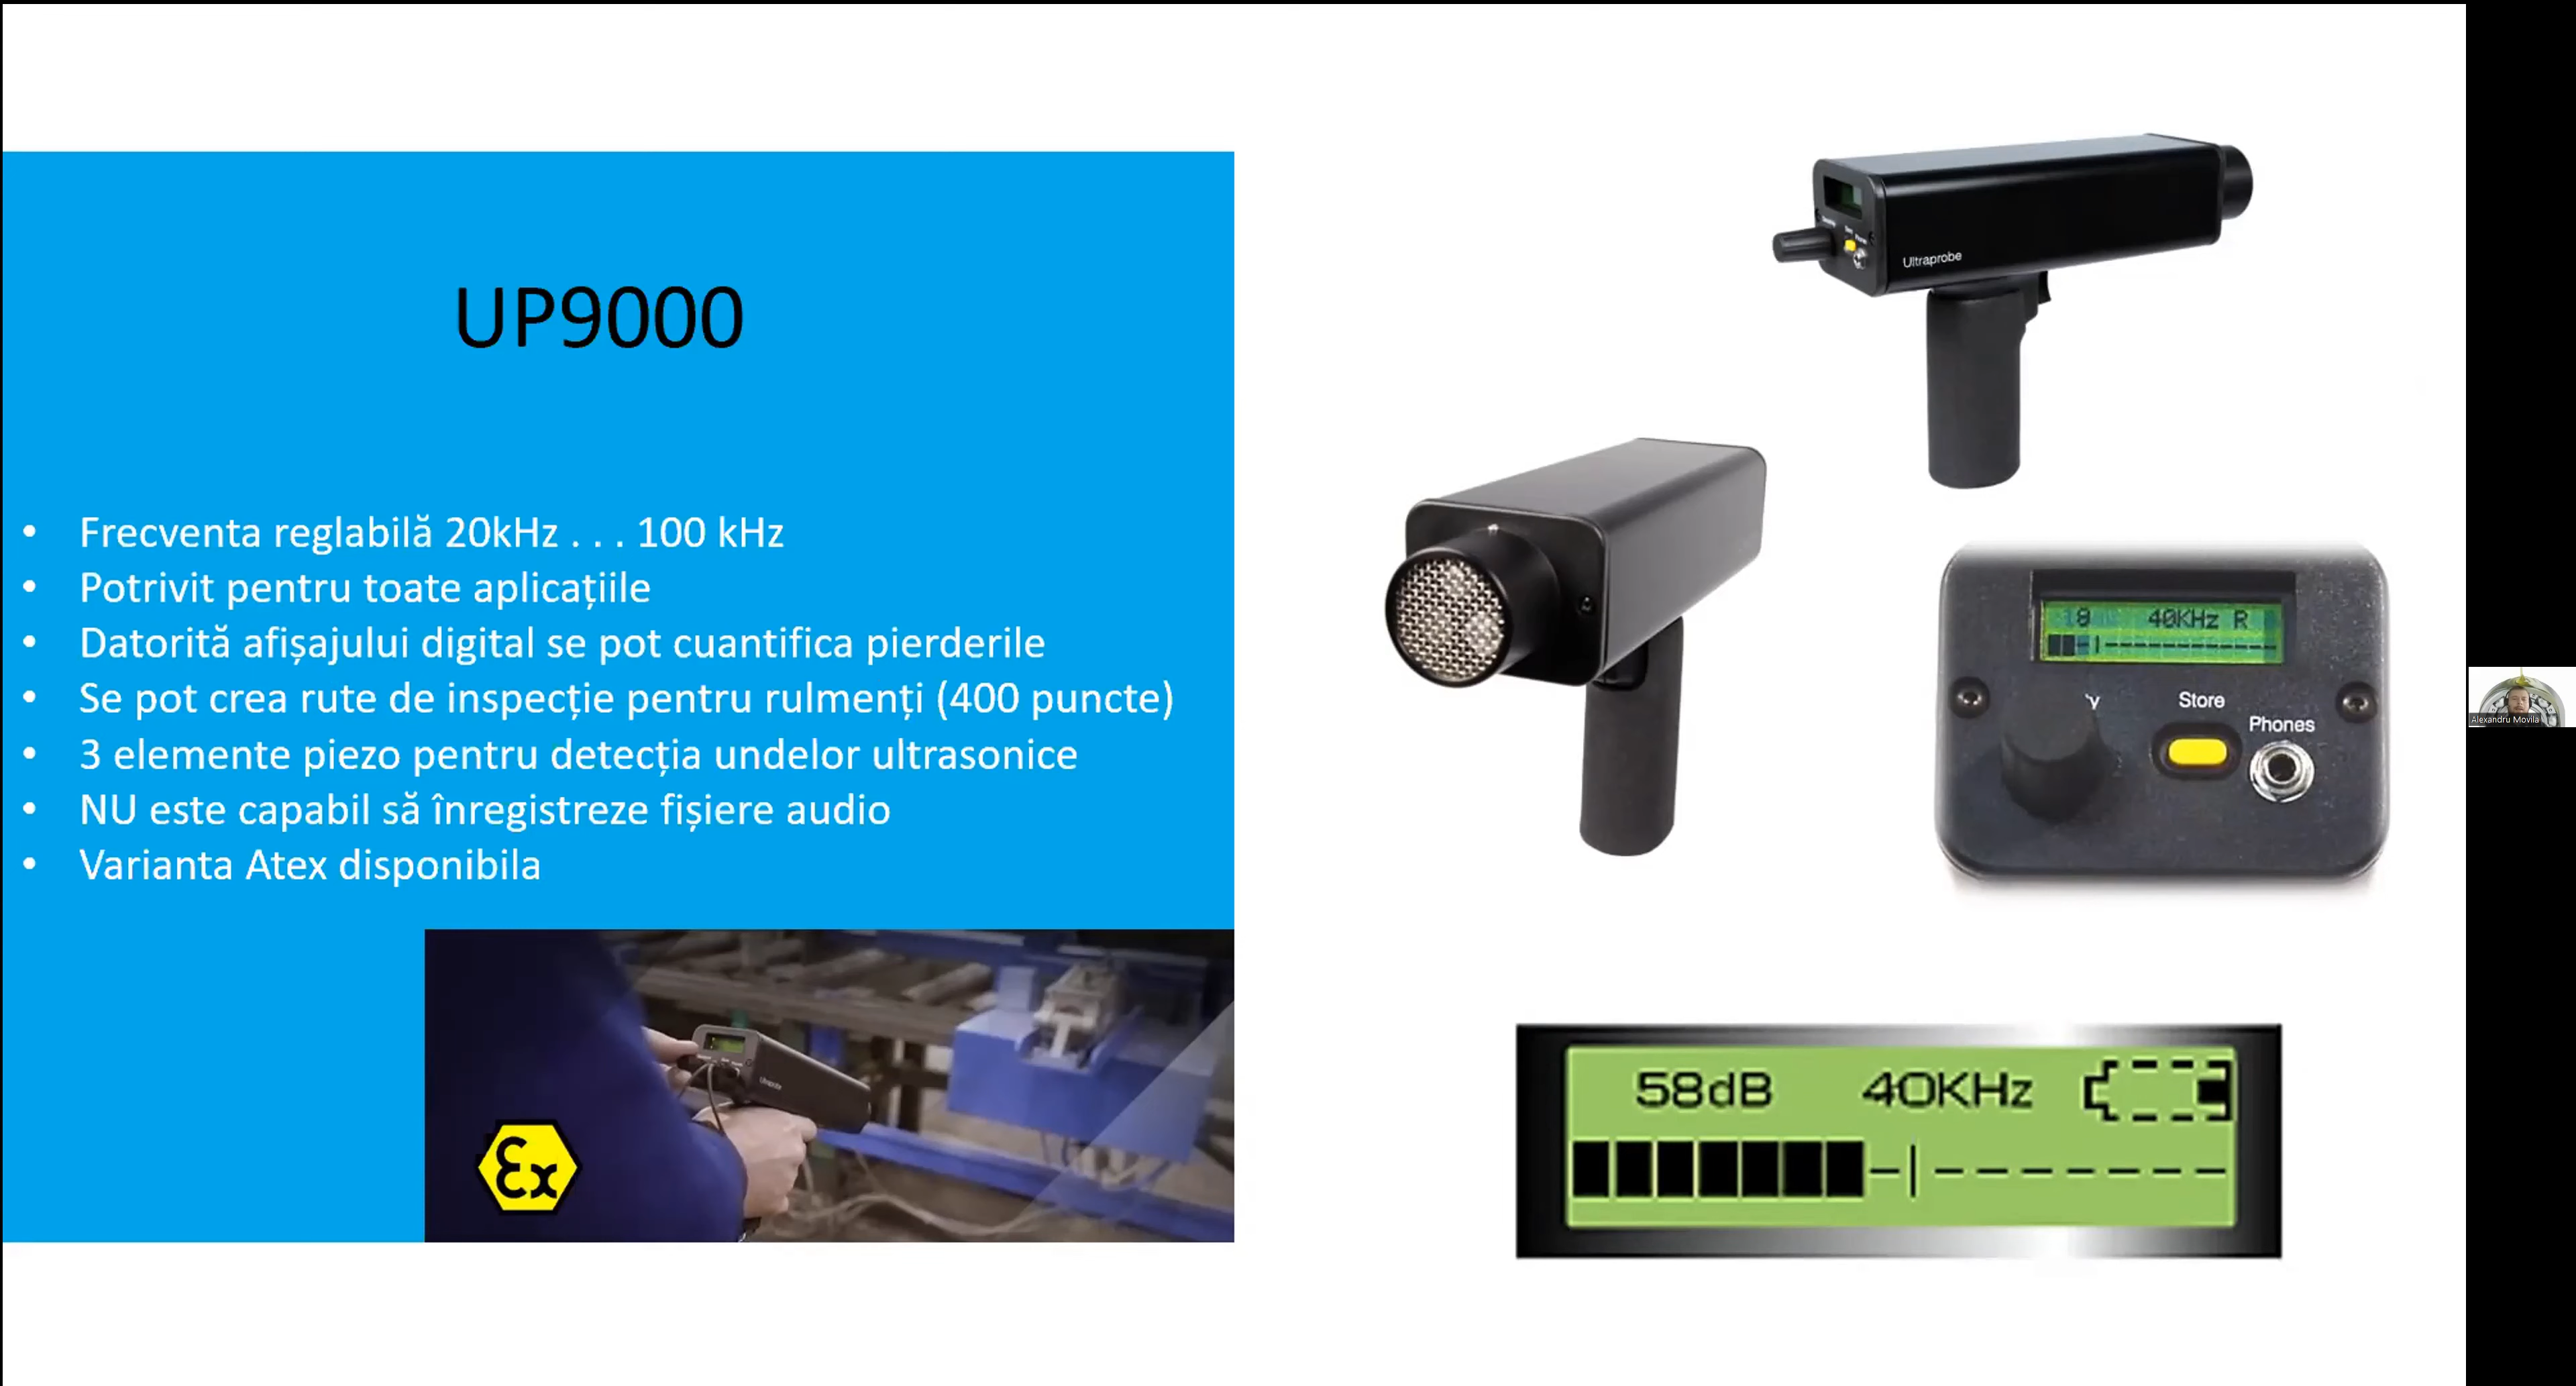 UP9000
• Frecventa reglabilă 20kHz . . . 100 kHz
• Potrivit pentru toate aplicațiile
• Datorită afișajului digital se pot cuantifica pierderile
• Se pot crea rute de inspecție pentru rulmenți (400 puncte)
• 3 elemente piezo pentru detecția undelor ultrasonice
• NU este capabil să înregistreze fișiere audio
• Varianta Atex disponibila
Ex
Ultraprobe
40KHz R
Store
Phones
58dB 40KHz
Alexandru Movila